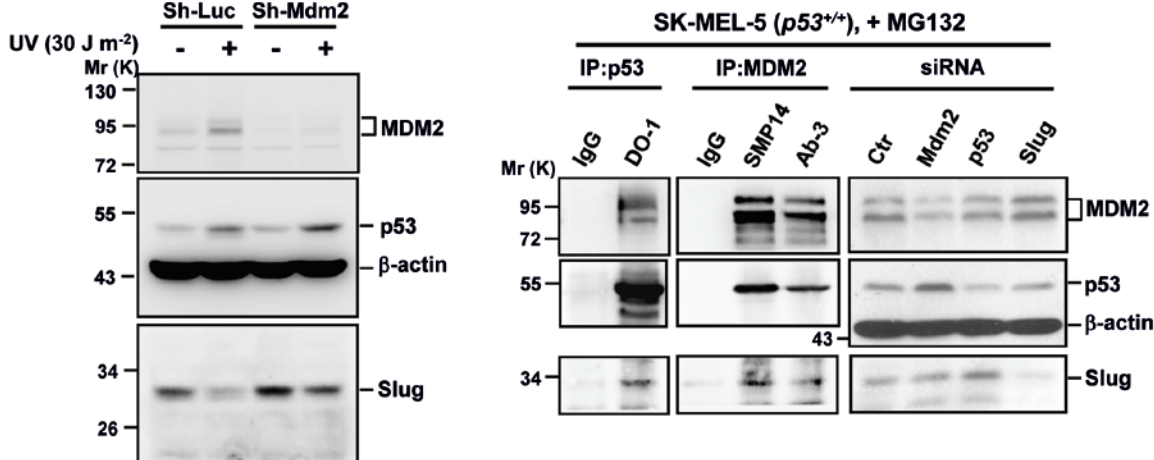 Sh-Luc Sh-Mdm2
UV (30 J m-2) - + - +
Mr (K)
130
95
72
MDM2
55
43
p53
β-actin
34
26
Slug
SK-MEL-5 (p53+/+), + MG132
IP:p53 IP:MDM2 siRNA
IgG DO-1 IgG SMP14 Ab-3 Ctr Mdm2 p53 Slug
Mr (K)
95
72
MDM2
55
p53
β-actin
43
34
Slug